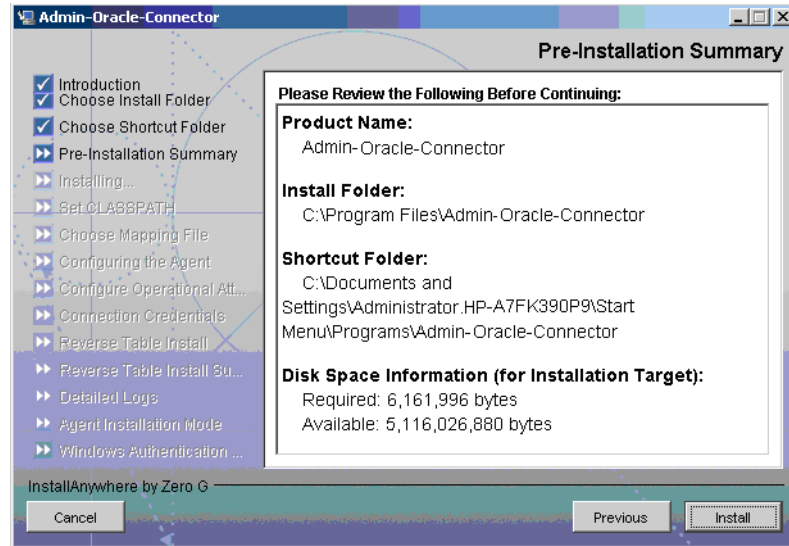 Admin-Oracle-Connector
Pre-Installation Summary
Introduction
Choose Install Folder
Choose Shortcut Folder
Pre-Installation Summary
Installing...
Set CLASSPATH
Choose Mapping File
Configuring the Agent
Configure Operational Att...
Connection Credentials
Reverse Table Install
Reverse Table Install Su...
Detailed Logs
Agent Installation Mode
Windows Authentication ...
Please Review the Following Before Continuing:
Product Name:
Admin-Oracle-Connector
Install Folder:
C:\Program Files\Admin-Oracle-Connector
Shortcut Folder:
C:\Documents and
Settings\Administrator.HP-A7FK390P9\Start
Menu\Programs\Admin-Oracle-Connector
Disk Space Information (for Installation Target):
Required: 6,161,996 bytes
Available: 5,116,026,880 bytes
InstallAnywhere by Zero G
Cancel
Previous
Install